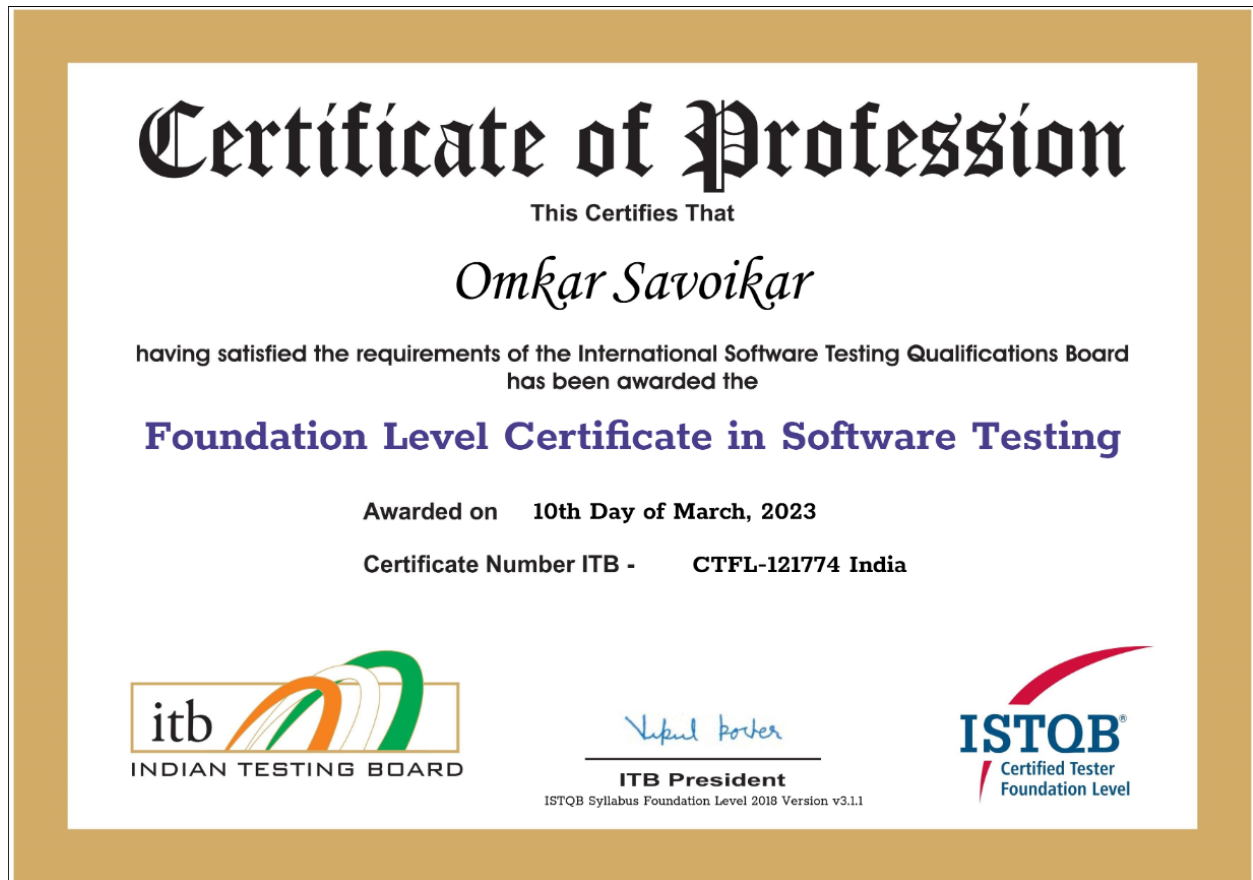 Certificate of Profession
This Certifies That
Omkar Savoikar
having satisfied the requirements of the International Software Testing Qualifications Board
has been awarded the
Foundation Level Certificate in Software Testing
Awarded on 10th Day of March, 2023
Certificate Number ITB - CTFL-121774 India
itb
INDIAN TESTING BOARD
ITB President
ISTQB Syllabus Foundation Level 2018 Version v3.1.1
ISTQB®
Certified Tester
Foundation Level